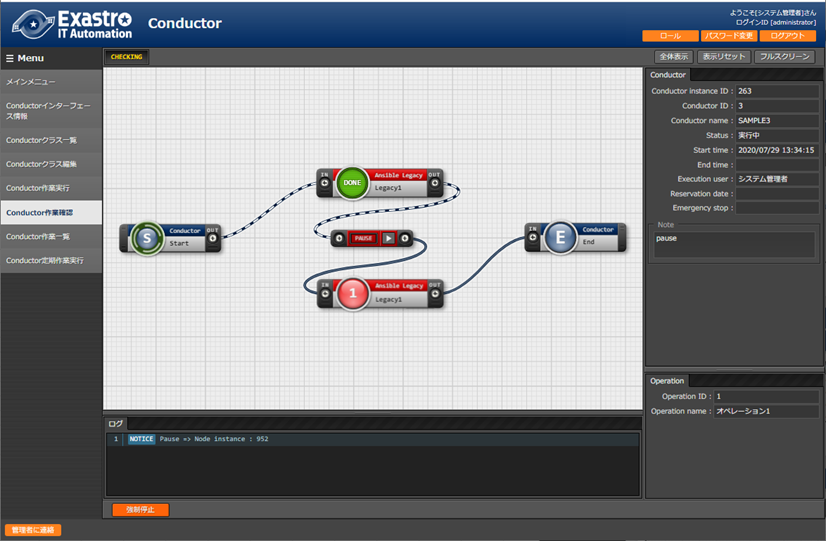 Exastro
IT Automation
Conductor
ようこそ[システム管理者]さん
ログインID [administrator]
ロール
パスワード変更
ログアウト
Menu
メインメニュー
Conductorインターフェー
ス情報
Conductorクラス一覧
Conductorクラス編集
Conductor作業実行
Conductor作業確認
Conductor作業一覧
Conductor定期作業実行
CHECKING
全体表示
表示リセット
フルスクリーン
IN
DONE
Ansible Legacy
OUT
Legacy1
S
Conductor
OUT
Start
PAUSE
IN
E
Conductor
End
IN
1
Ansible Legacy
OUT
Legacy1
Conductor
Conductor instance ID : 263
Conductor ID : 3
Conductor name : SAMPLE3
Status : 実行中
Start time : 2020/07/29 13:34:15
End time :
Execution user : システム管理者
Reservation date :
Emergency stop :
Note
pause
Operation
Operation ID : 1
Operation name : オペレーション1
ログ
1 NOTICE Pause => Node instance : 952
強制停止
管理者に連絡